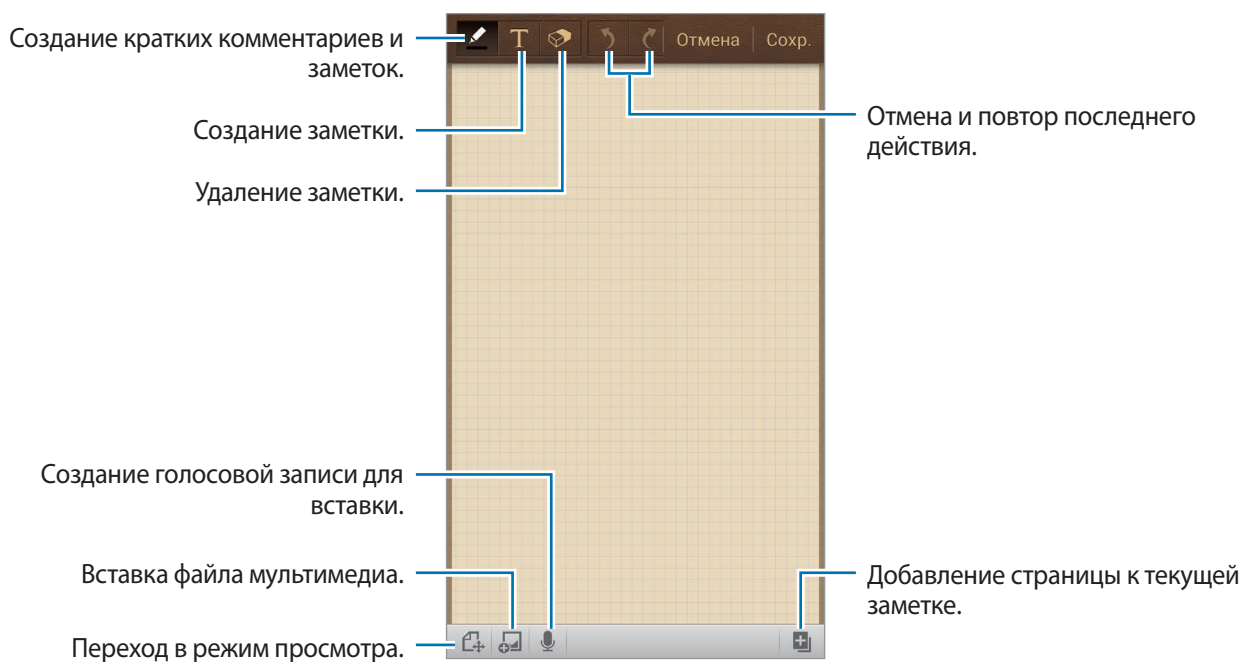 Создание кратких комментариев и
заметок.
Создание заметки.
Удаление заметки.
T
Отмена
Сохр.
Отмена и повтор последнего
действия.
Создание голосовой записи для
вставки.
Вставка файла мультимедиа.
Переход в режим просмотра.
Добавление страницы к текущей
заметке.